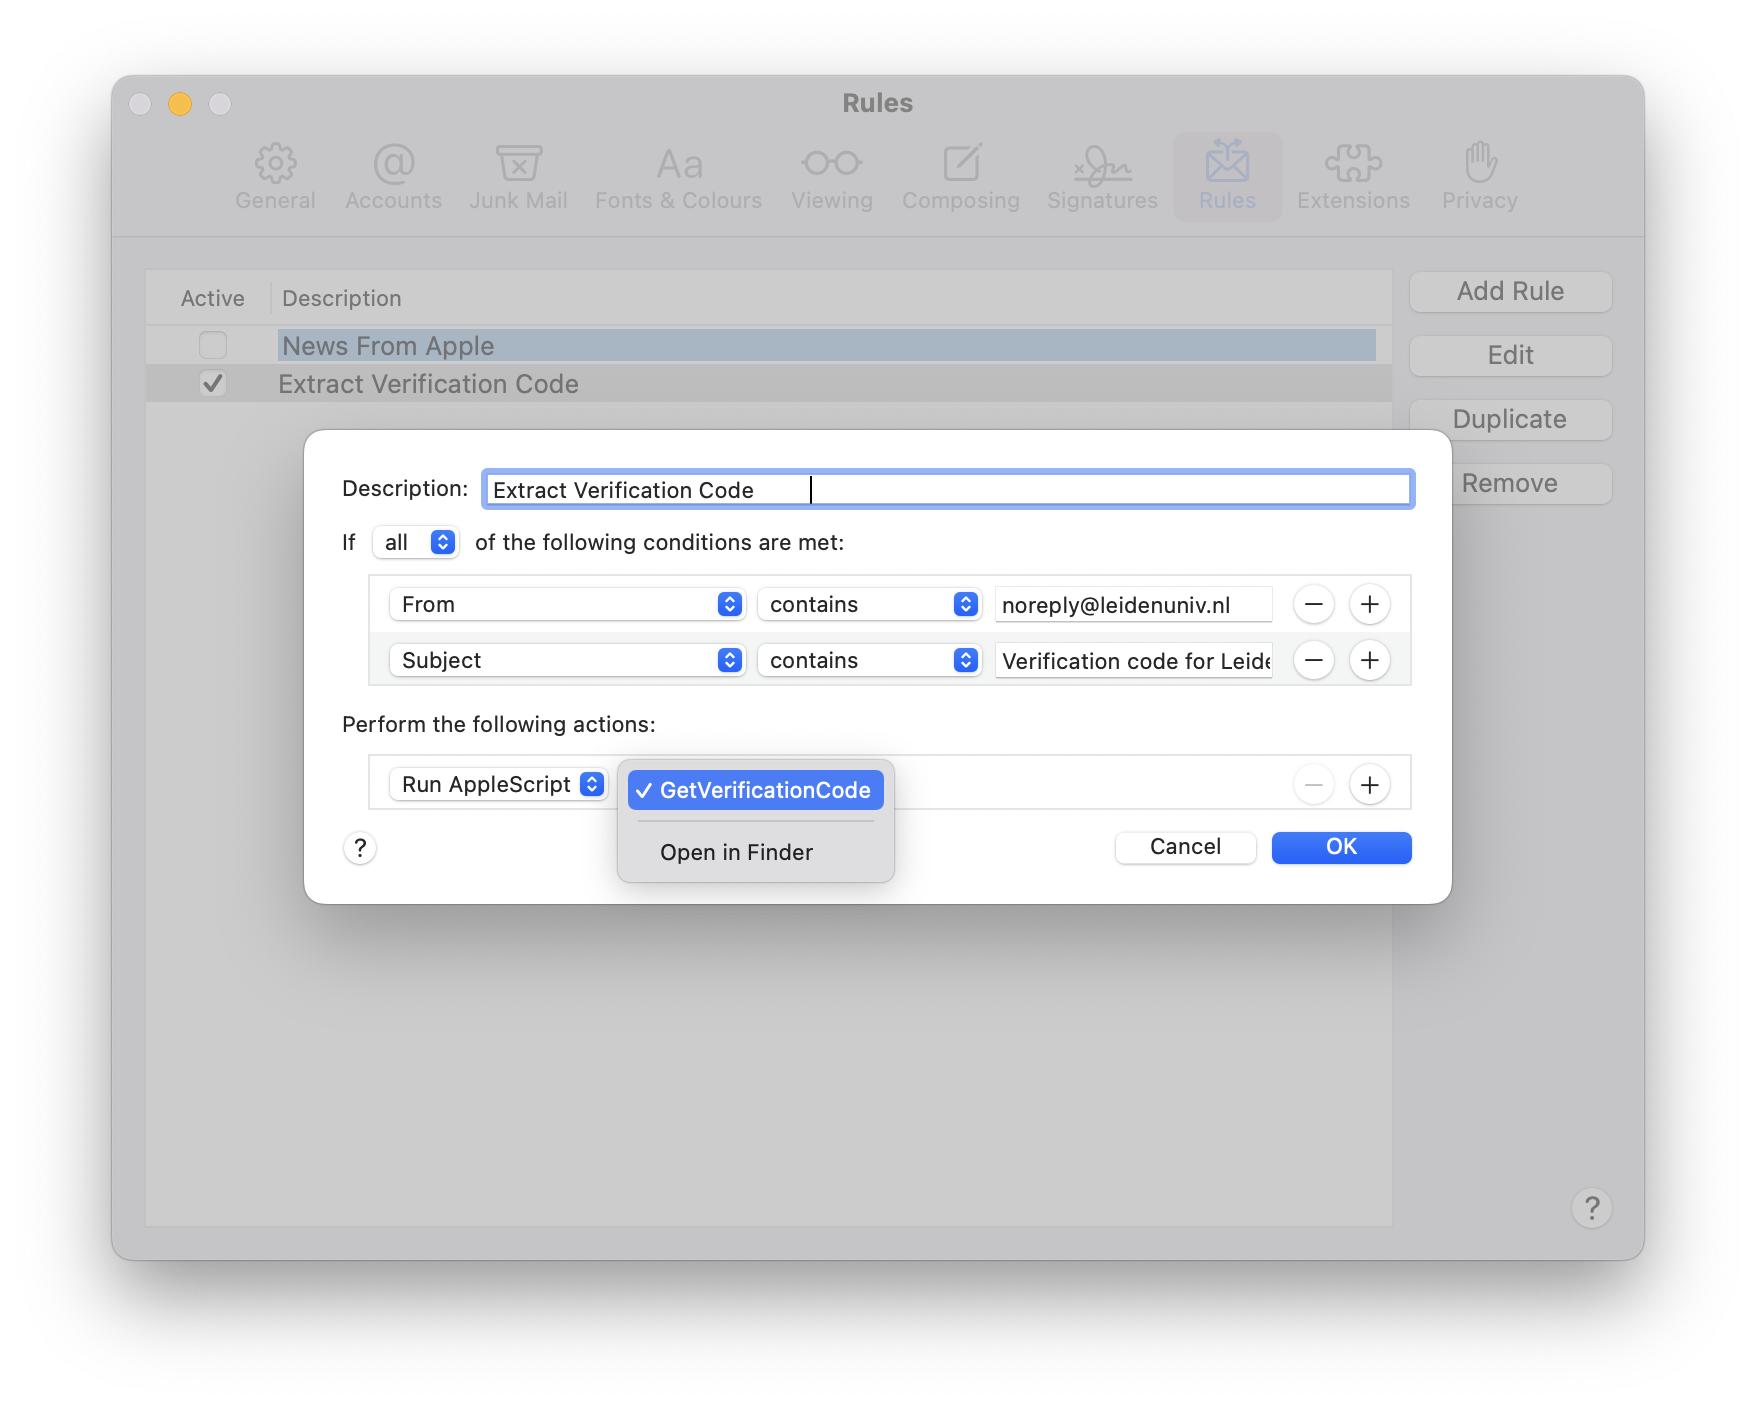 Rules
General Accounts Junk Mail Fonts & Colours Viewing Composing Signatures Rules Extensions Privacy
Active Description
News From Apple
Extract Verification Code
Add Rule
Edit
Duplicate
Remove
Description: Extract Verification Code
If all of the following conditions are met:
From contains noreply@leidenuniv.nl
Subject contains Verification code for Leide
Perform the following actions:
Run AppleScript GetVerificationCode
Open in Finder
? Cancel OK
?